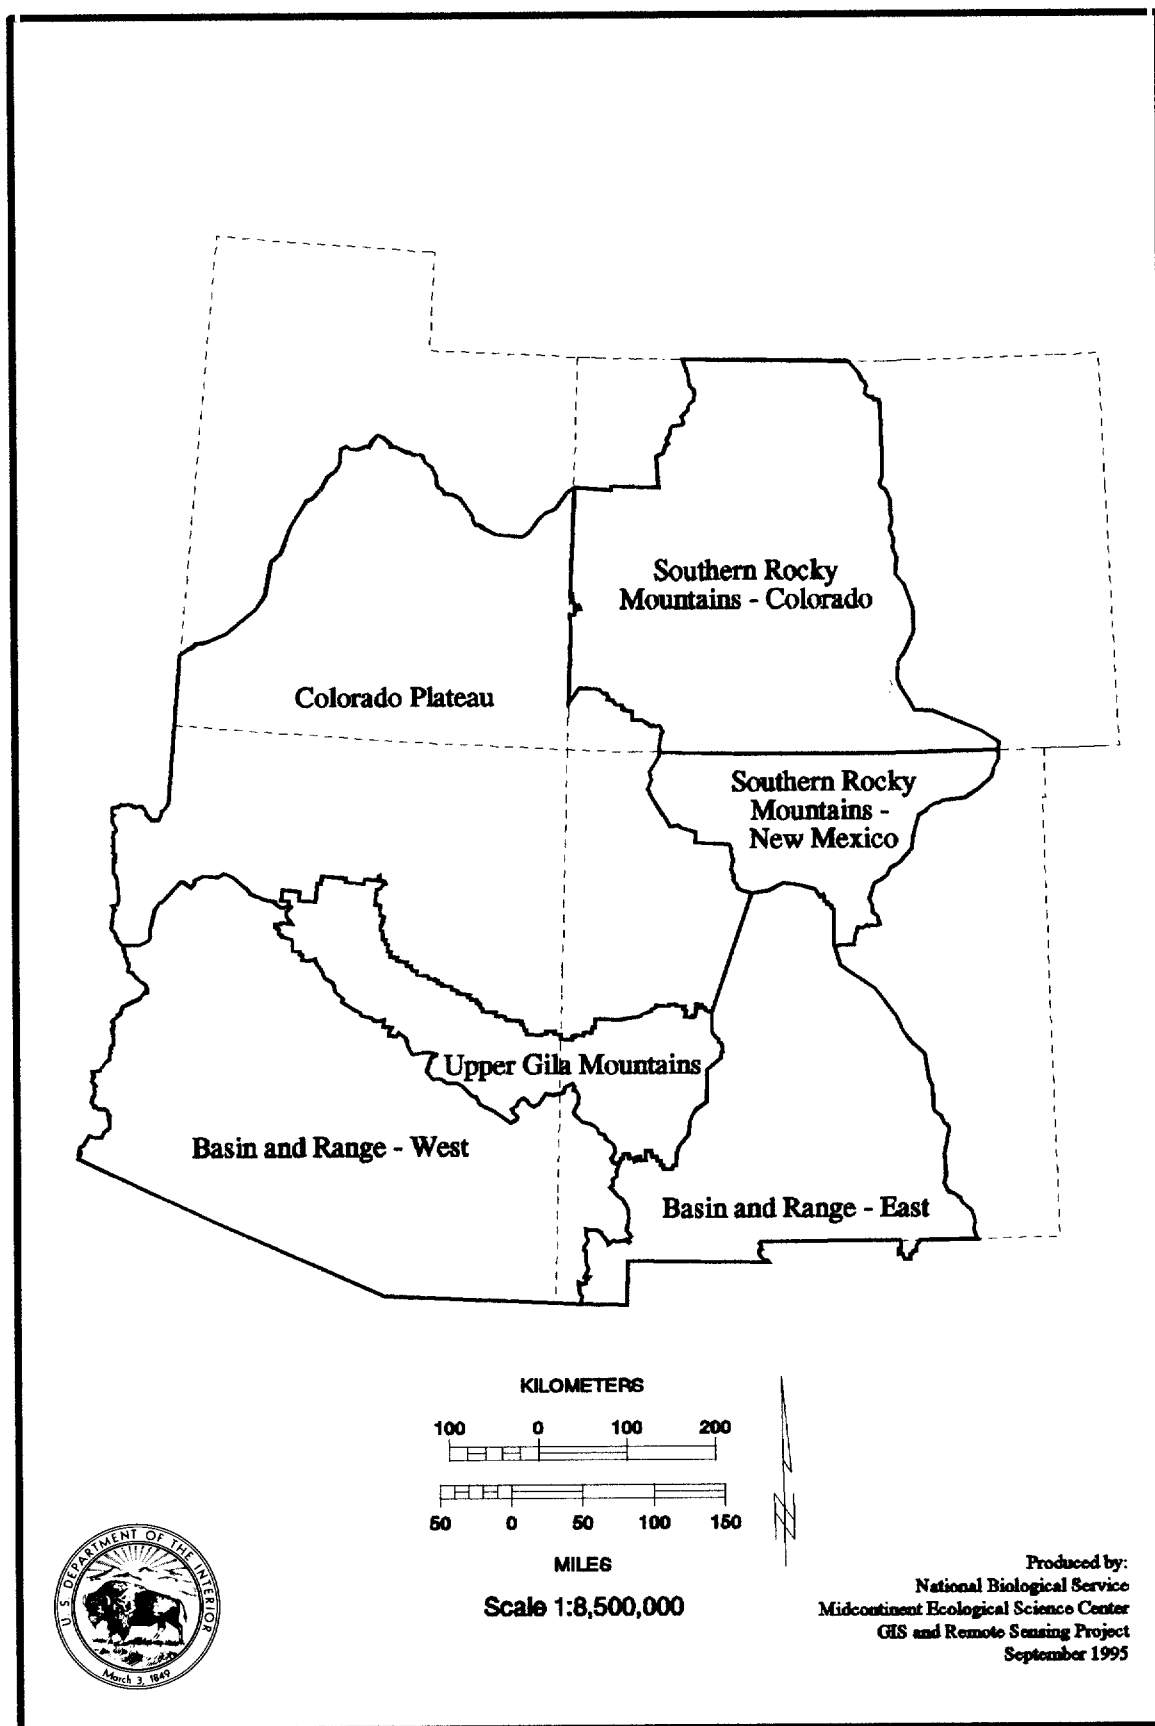 Southern Rocky
Mountains - Colorado
Colorado Plateau
Southern Rocky
Mountains -
New Mexico
Upper Gila Mountains
Basin and Range - West
Basin and Range - East
KILOMETERS
100 0 100 200
50 0 50 100 150
MILES
Scale 1:8,500,000
U. S. DEPARTMENT OF THE INTERIOR
March 3, 1849
Produced by:
National Biological Service
Midcontinent Ecological Science Center
GIS and Remote Sensing Project
September 1995